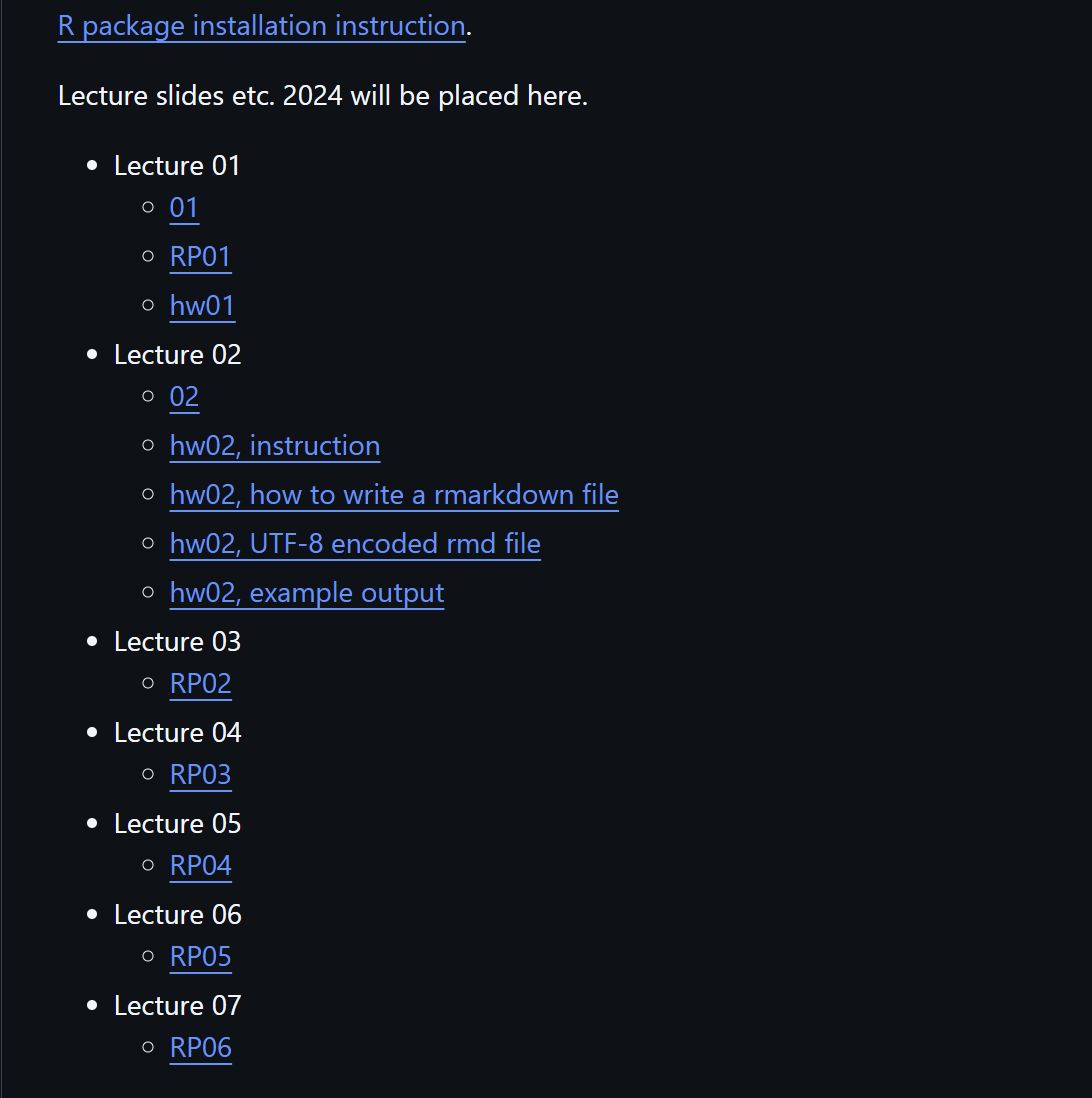 R package installation instruction.
Lecture slides etc. 2024 will be placed here.
Lecture 01
01
RP01
hw01
Lecture 02
02
hw02, instruction
hw02, how to write a rmarkdown file
hw02, UTF-8 encoded rmd file
hw02, example output
Lecture 03
RP02
Lecture 04
RP03
Lecture 05
RP04
Lecture 06
RP05
Lecture 07
RP06